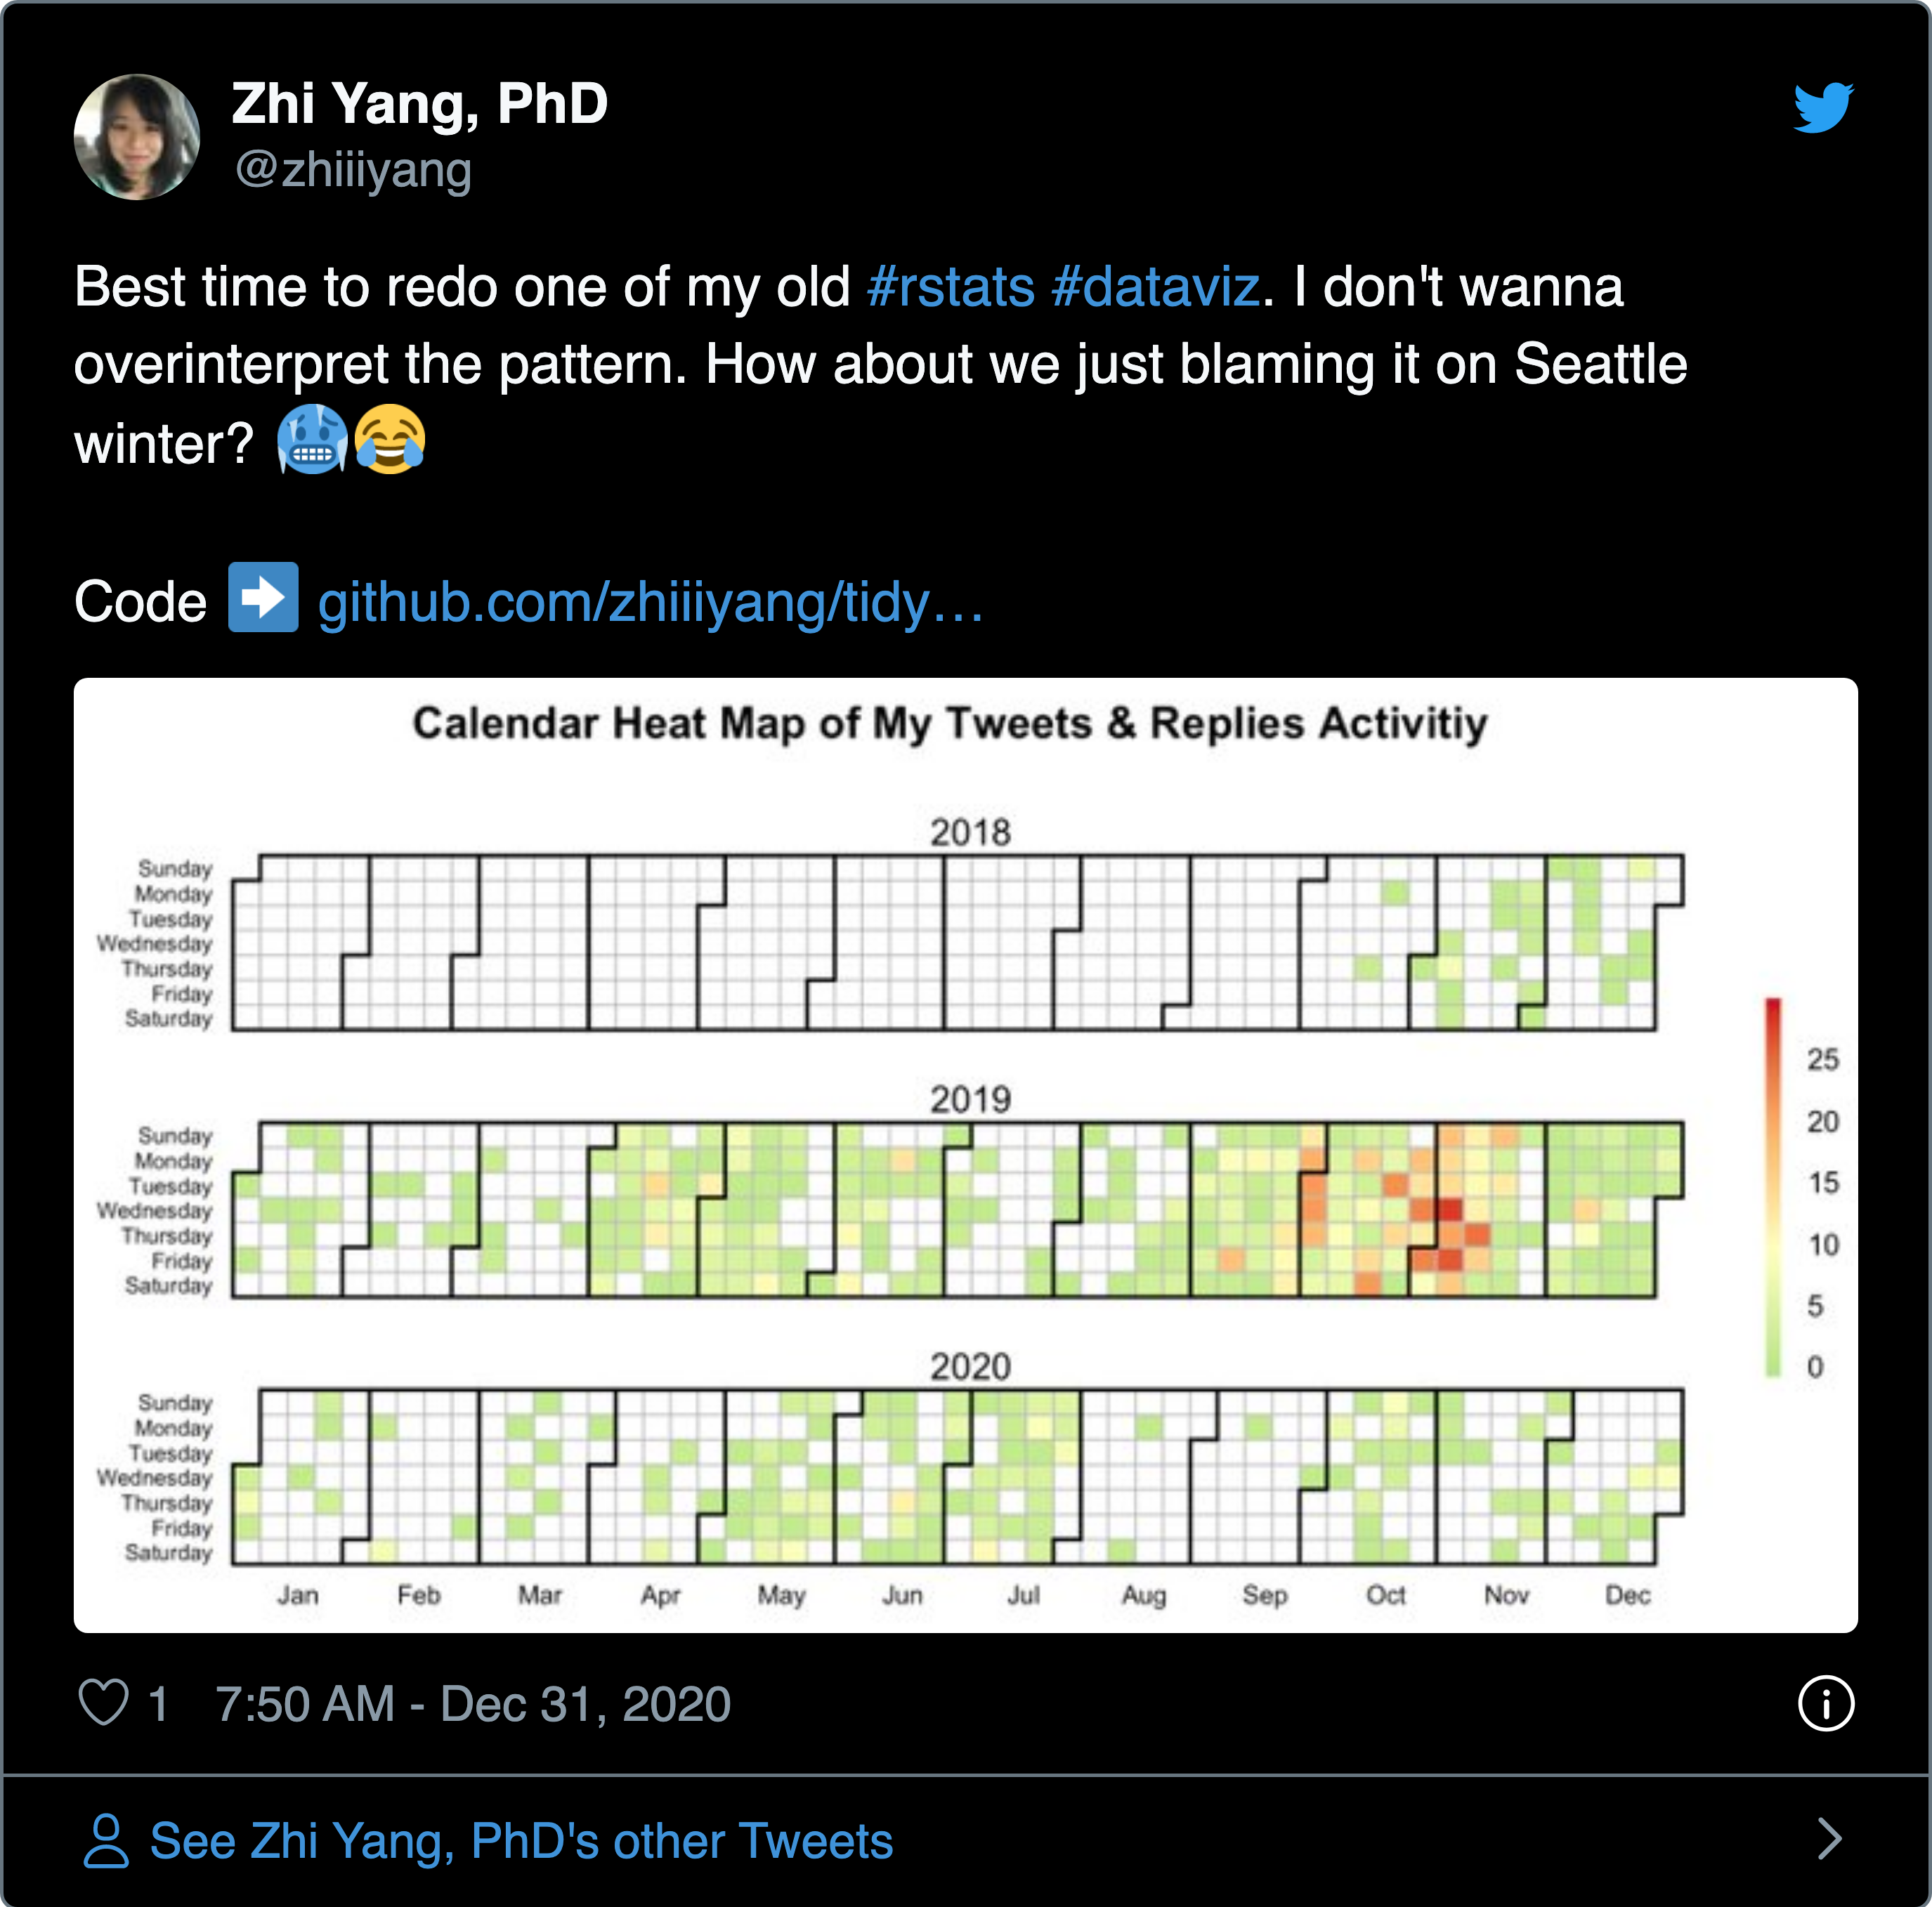 Zhi Yang, PhD
@zhiiiyang
Best time to redo one of my old #rstats #dataviz. I don't wanna
overinterpret the pattern. How about we just blaming it on Seattle
winter? 🥶😂
Code ➡️ github.com/zhiiiyang/tidy…
Calendar Heat Map of My Tweets & Replies Activitiy
2018
Sunday
Monday
Tuesday
Wednesday
Thursday
Friday
Saturday
2019
Sunday
Monday
Tuesday
Wednesday
Thursday
Friday
Saturday
25
20
15
10
5
0
2020
Sunday
Monday
Tuesday
Wednesday
Thursday
Friday
Saturday
Jan Feb Mar Apr May Jun Jul Aug Sep Oct Nov Dec
1 7:50 AM - Dec 31, 2020
See Zhi Yang, PhD's other Tweets